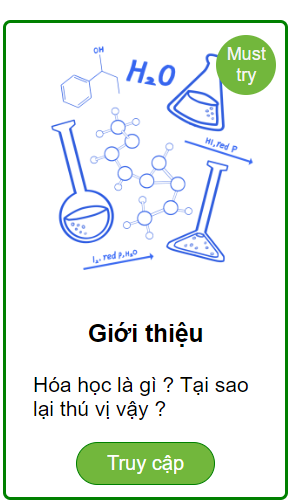 Must
try
OH
H₂O
HI, red P
I₂, red P, H₂O
Giới thiệu
Hóa học là gì ? Tại sao
lại thú vị vậy ?
Truy cập